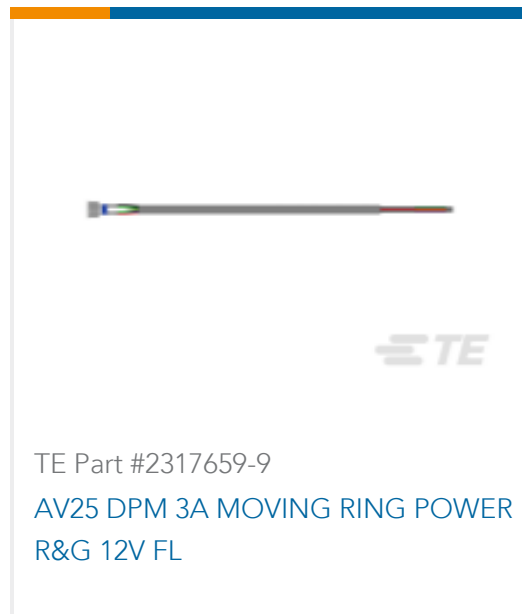 TE
TE Part #2317659-9
AV25 DPM 3A MOVING RING POWER
R&G 12V FL